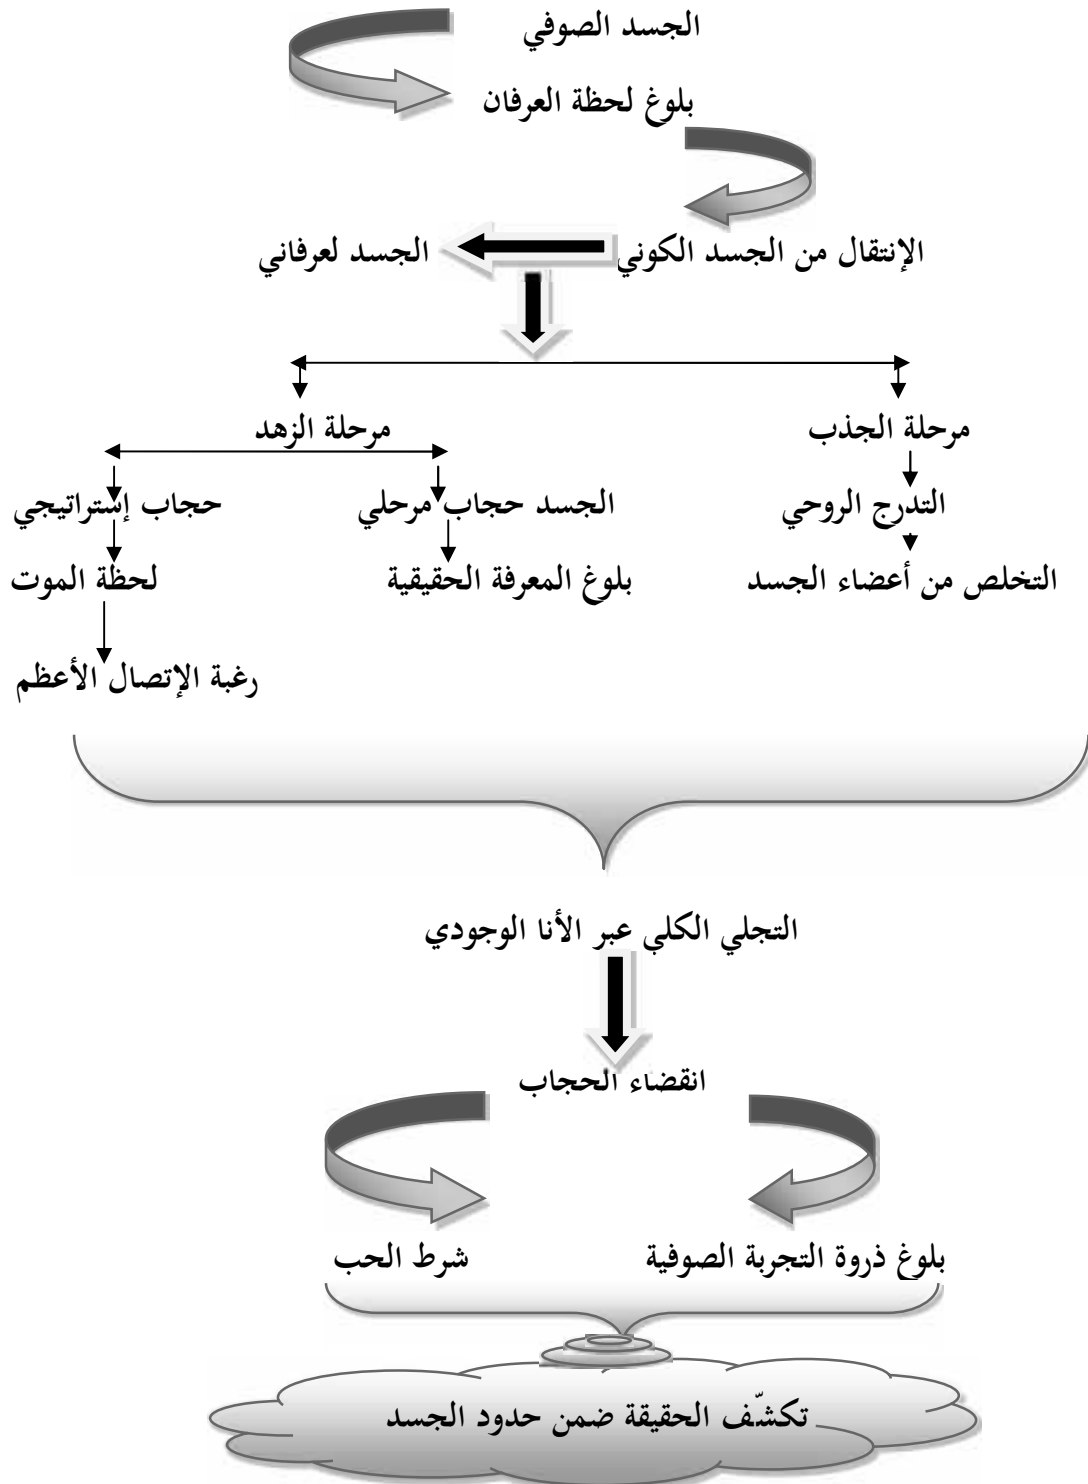 الجسد الصوفي
بلوغ لحظة العرفان
الإنتقال من الجسد الكوني الجسد لعرفاني
مرحلة الجذب مرحلة الزهد
التدرج الروحي الجسد حجاب مرحلي حجاب إستراتيجي
التخلص من أعضاء الجسد بلوغ المعرفة الحقيقية لحظة الموت
رغبة الإتصال الأعظم
التجلي الكلي عبر الأنا الوجودي
انقضاء الحجاب
بلوغ ذروة التجربة الصوفية شرط الحب
تكشّف الحقيقة ضمن حدود الجسد